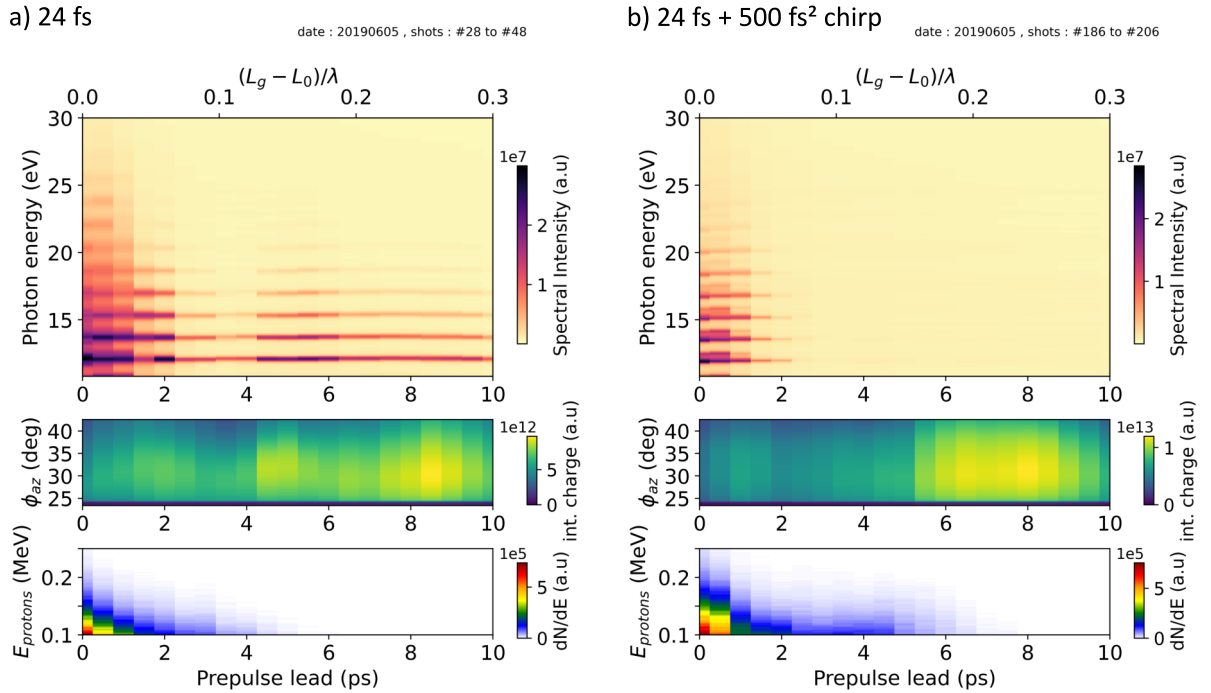 a) 24 fs
date : 20190605 , shots : #28 to #48
(L_g − L_0)/λ
0.0 0.1 0.2 0.3
Photon energy (eV)
30
25
20
15
0 2 4 6 8 10
1e7
2
1
Spectral Intensity (a.u)
ϕ_az (deg)
40
35
30
25
0 2 4 6 8 10
1e12
5
0
int. charge (a.u)
E_protons (MeV)
0.2
0.1
0 2 4 6 8 10
Prepulse lead (ps)
1e5
5
0
dN/dE (a.u)
b) 24 fs + 500 fs² chirp
date : 20190605 , shots : #186 to #206
(L_g − L_0)/λ
0.0 0.1 0.2 0.3
Photon energy (eV)
30
25
20
15
0 2 4 6 8 10
1e7
2
1
Spectral Intensity (a.u)
ϕ_az (deg)
40
35
30
25
0 2 4 6 8 10
1e13
1
0
int. charge (a.u)
E_protons (MeV)
0.2
0.1
0 2 4 6 8 10
Prepulse lead (ps)
1e5
5
0
dN/dE (a.u)